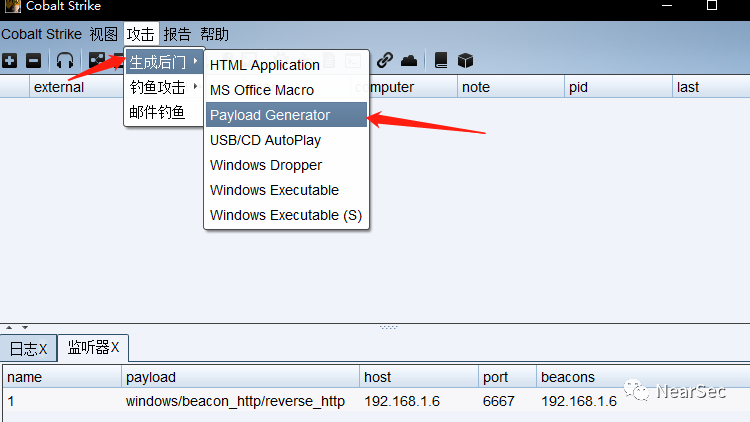 Cobalt Strike
Cobalt Strike 视图 攻击 报告 帮助
生成后门
钓鱼攻击
邮件钓鱼
HTML Application
MS Office Macro
Payload Generator
USB/CD AutoPlay
Windows Dropper
Windows Executable
Windows Executable (S)
external computer note pid last
日志X 监听器X
name payload host port beacons
1 windows/beacon_http/reverse_http 192.168.1.6 6667 192.168.1.6
NearSec